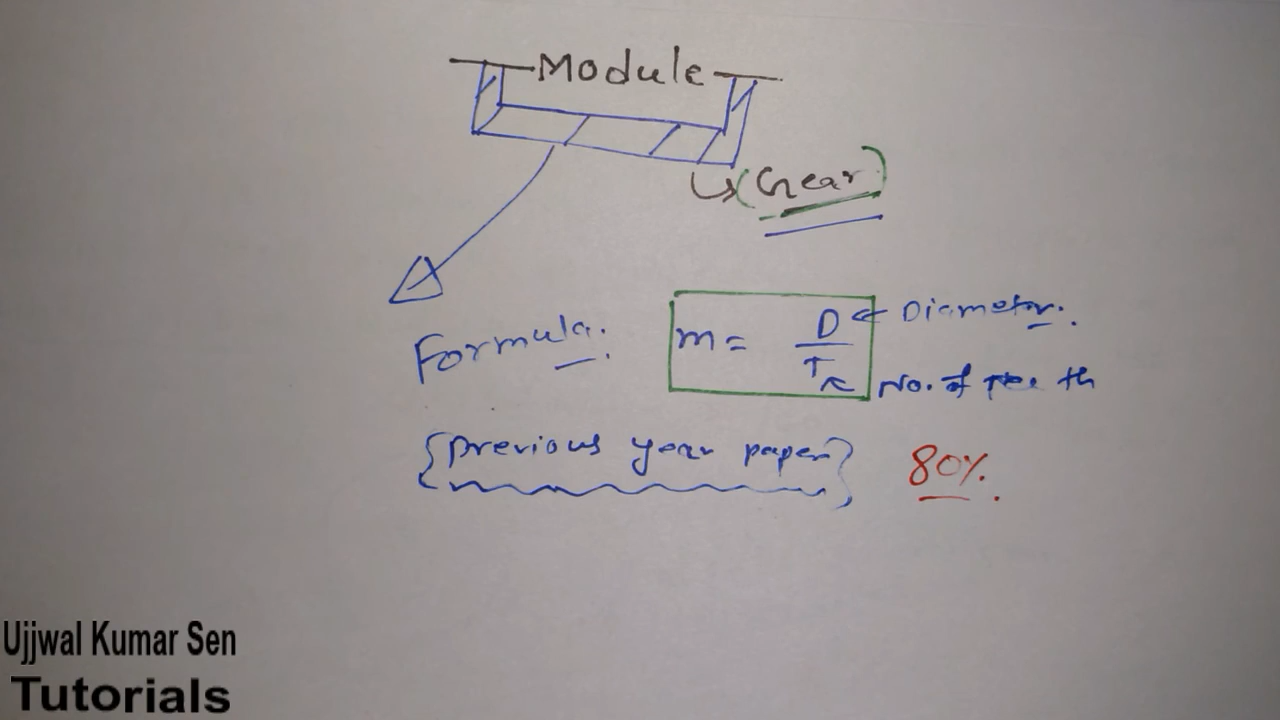 Module
(Gear)
Formula.
m = D/T
Diameter.
No. of teeth
{previous year paper}
80%.
Ujjwal Kumar Sen
Tutorials